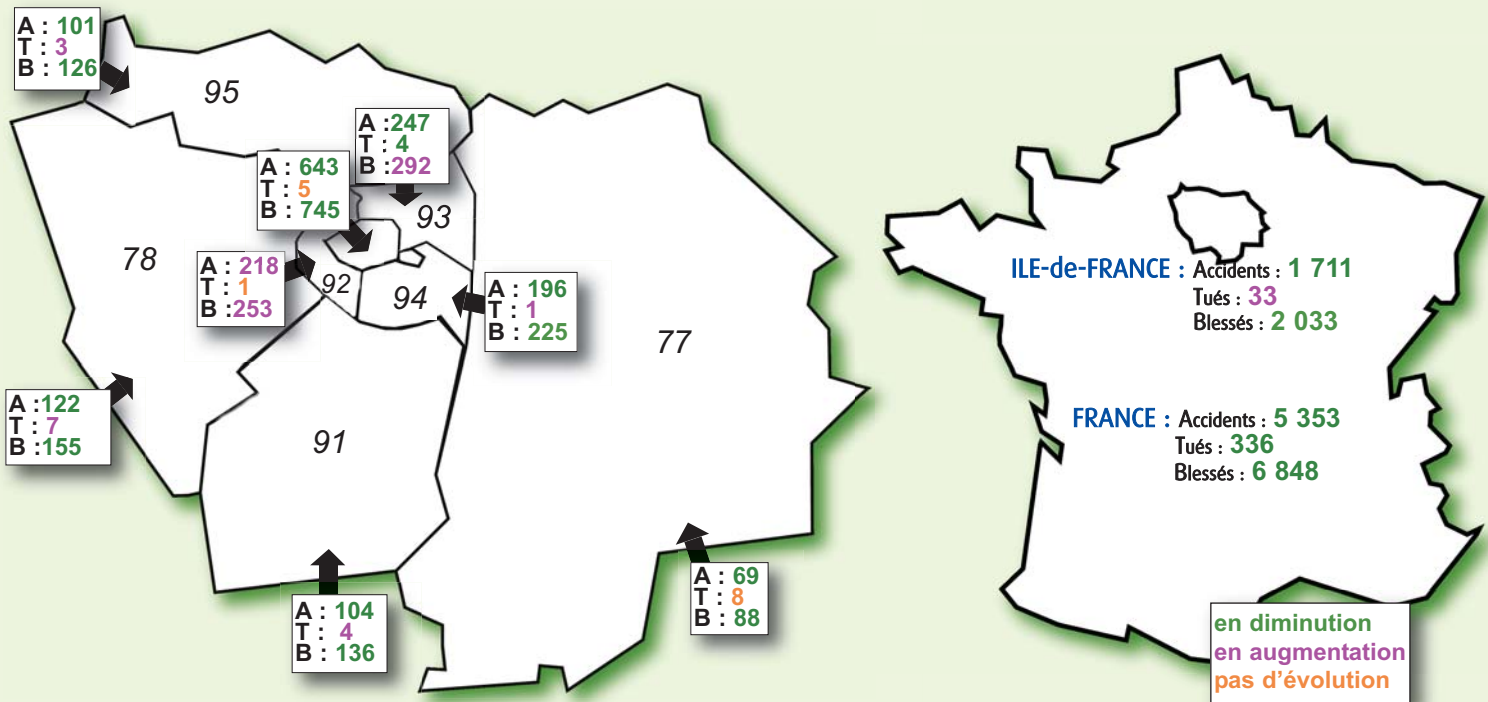 A : 101
T : 3
B : 126
95
A :247
T : 4
B :292
A : 643
T : 5
B : 745
93
78
A : 218
T : 1
B :253
92
94
A : 196
T : 1
B : 225
77
A :122
T : 7
B :155
91
A : 104
T : 4
B : 136
A : 69
T : 8
B : 88
ILE-de-FRANCE : Accidents : 1 711
Tués : 33
Blessés : 2 033
FRANCE : Accidents : 5 353
Tués : 336
Blessés : 6 848
en diminution
en augmentation
pas d'évolution